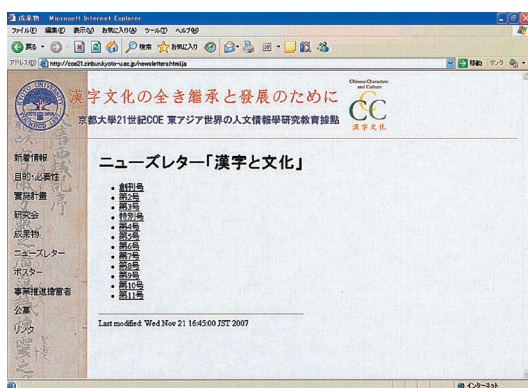 成果物 - Microsoft Internet Explorer
ファイル(F) 編集(E) 表示(V) お気に入り(A) ツール(T) ヘルプ(H)
戻る 検索 お気に入り
アドレス(D) http://coe21.zinbun.kyoto-u.ac.jp/newsletters.html.ja 移動 リンク
漢字文化の全き継承と發展のために
京都大學21世紀COE 東アジア世界の人文情報學研究教育據點
Chinese Characters
and Culture
CCC
漢字文化
KYOTO UNIVERSITY
FOUNDED 1897
新着情報
目的・必要性
實施計畫
研究会
成果物
ニューズレター
ポスター
事業推進擔當者
公募
リンク
ニューズレター「漢字と文化」
創刊号
第2号
第3号
特別号
第4号
第5号
第6号
第7号
第8号
第9号
第10号
第11号
Last modified: Wed Nov 21 16:45:00 JST 2007
インターネット